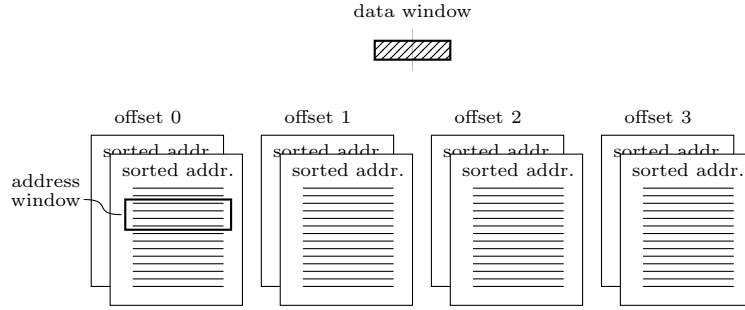 data window
offset 0
offset 1
offset 2
offset 3
sorted addr.
sorted addr.
sorted addr.
sorted addr.
sorted addr.
sorted addr.
sorted addr.
sorted addr.
address
window